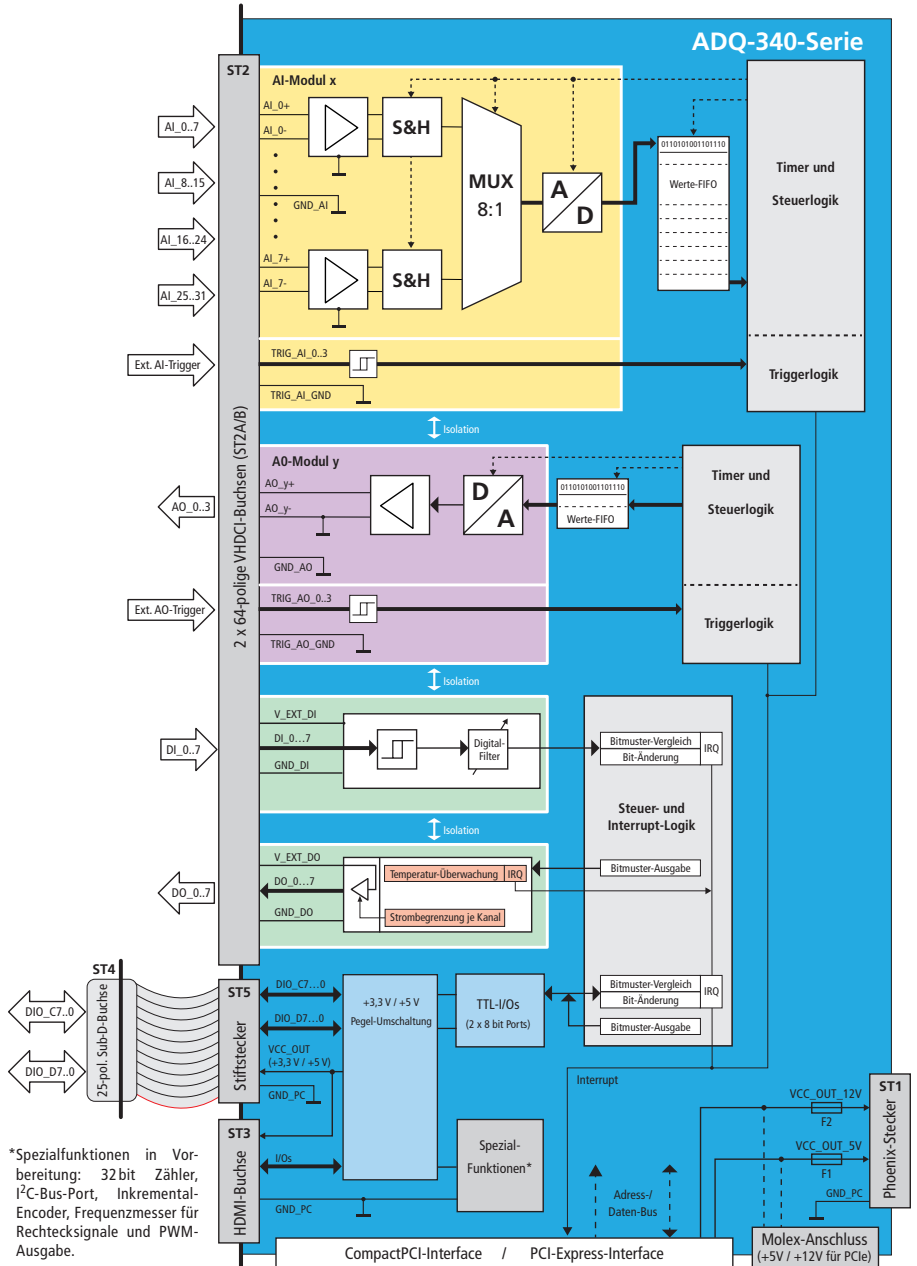 ADQ-340-Serie
ST2
2 x 64-polige VHDCI-Buchsen (ST2A/B)
AI_0..7
AI_8..15
AI_16..24
AI_25..31
Ext. AI-Trigger
AO_0..3
Ext. AO-Trigger
DI_0..7
DO_0..7
AI-Modul x
AI_0+
AI_0-
GND_AI
AI_7+
AI_7-
S&H
S&H
MUX
8:1
A
D
0110101001101110
Werte-FIFO
Timer und
Steuerlogik
Triggerlogik
TRIG_AI_0..3
TRIG_AI_GND
Isolation
A0-Modul y
AO_y+
AO_y-
GND_AO
D
A
0110101001101110
Werte-FIFO
Timer und
Steuerlogik
Triggerlogik
TRIG_AO_0..3
TRIG_AO_GND
Isolation
V_EXT_DI
DI_0...7
GND_DI
Digital-
Filter
Bitmuster-Vergleich
Bit-Änderung
IRQ
Steuer- und
Interrupt-Logik
Isolation
V_EXT_DO
DO_0...7
GND_DO
Temperatur-Überwachung
IRQ
Strombegrenzung je Kanal
Bitmuster-Ausgabe
ST4
25-pol. Sub-D-Buchse
DIO_C7..0
DIO_D7..0
ST5
Stiftstecker
DIO_C7...0
DIO_D7...0
VCC_OUT
(+3,3 V / +5 V)
GND_PC
+3,3 V / +5 V
Pegel-Umschaltung
TTL-I/Os
(2 x 8 bit Ports)
Bitmuster-Vergleich
Bit-Änderung
IRQ
Bitmuster-Ausgabe
Interrupt
ST3
HDMI-Buchse
I/Os
GND_PC
Spezial-
Funktionen*
Adress-/
Daten-Bus
VCC_OUT_12V
F2
VCC_OUT_5V
F1
GND_PC
ST1
Phoenix-Stecker
Molex-Anschluss
(+5V / +12V für PCIe)
CompactPCI-Interface / PCI-Express-Interface
*Spezialfunktionen in Vor-
bereitung: 32 bit Zähler,
I²C-Bus-Port, Inkremental-
Encoder, Frequenzmesser für
Rechtecksignale und PWM-
Ausgabe.